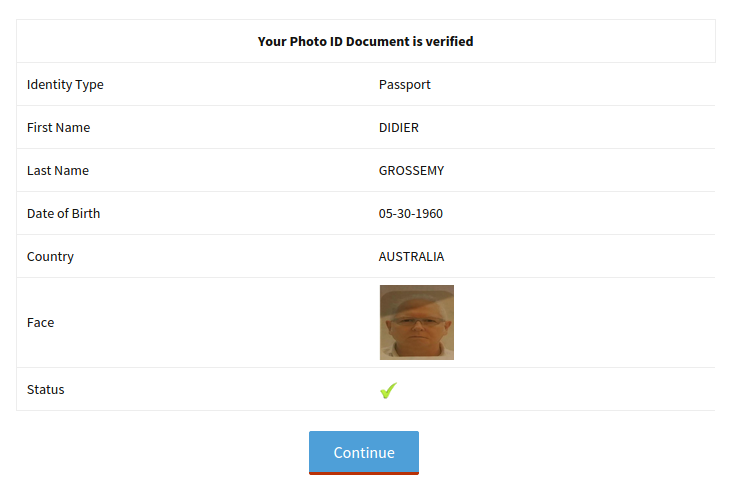 Your Photo ID Document is verified
Identity Type Passport
First Name DIDIER
Last Name GROSSEMY
Date of Birth 05-30-1960
Country AUSTRALIA
Face
Status
Continue